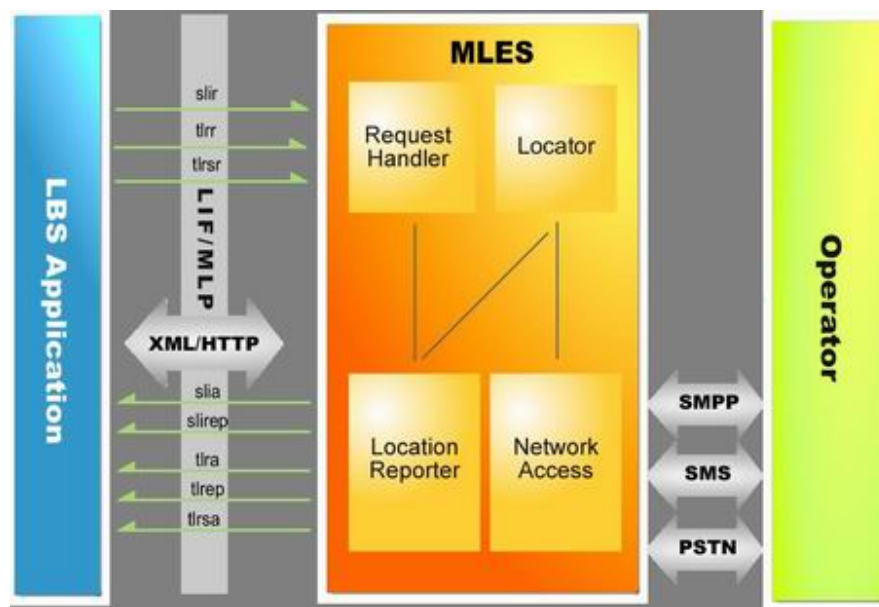 LBS Application
slir
tlrr
tlrsr
LIF/MLP
XML/HTTP
slia
slirep
tlra
tlrep
tlrsa
MLES
Request
Handler
Locator
Location
Reporter
Network
Access
SMPP
SMS
PSTN
Operator